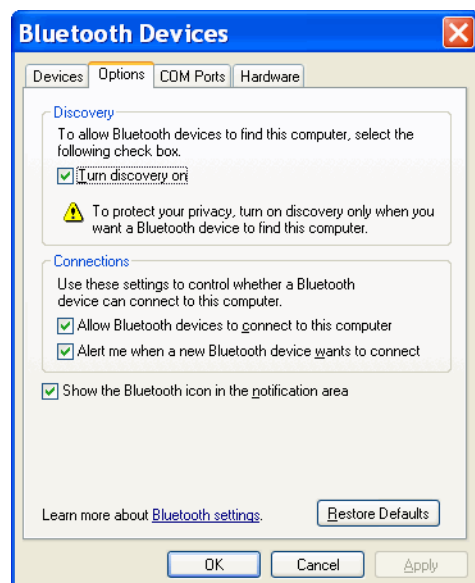 Bluetooth Devices
Devices Options COM Ports Hardware
Discovery
To allow Bluetooth devices to find this computer, select the
following check box.
Turn discovery on
To protect your privacy, turn on discovery only when you
want a Bluetooth device to find this computer.
Connections
Use these settings to control whether a Bluetooth
device can connect to this computer.
Allow Bluetooth devices to connect to this computer
Alert me when a new Bluetooth device wants to connect
Show the Bluetooth icon in the notification area
Learn more about Bluetooth settings.
Restore Defaults
OK Cancel Apply